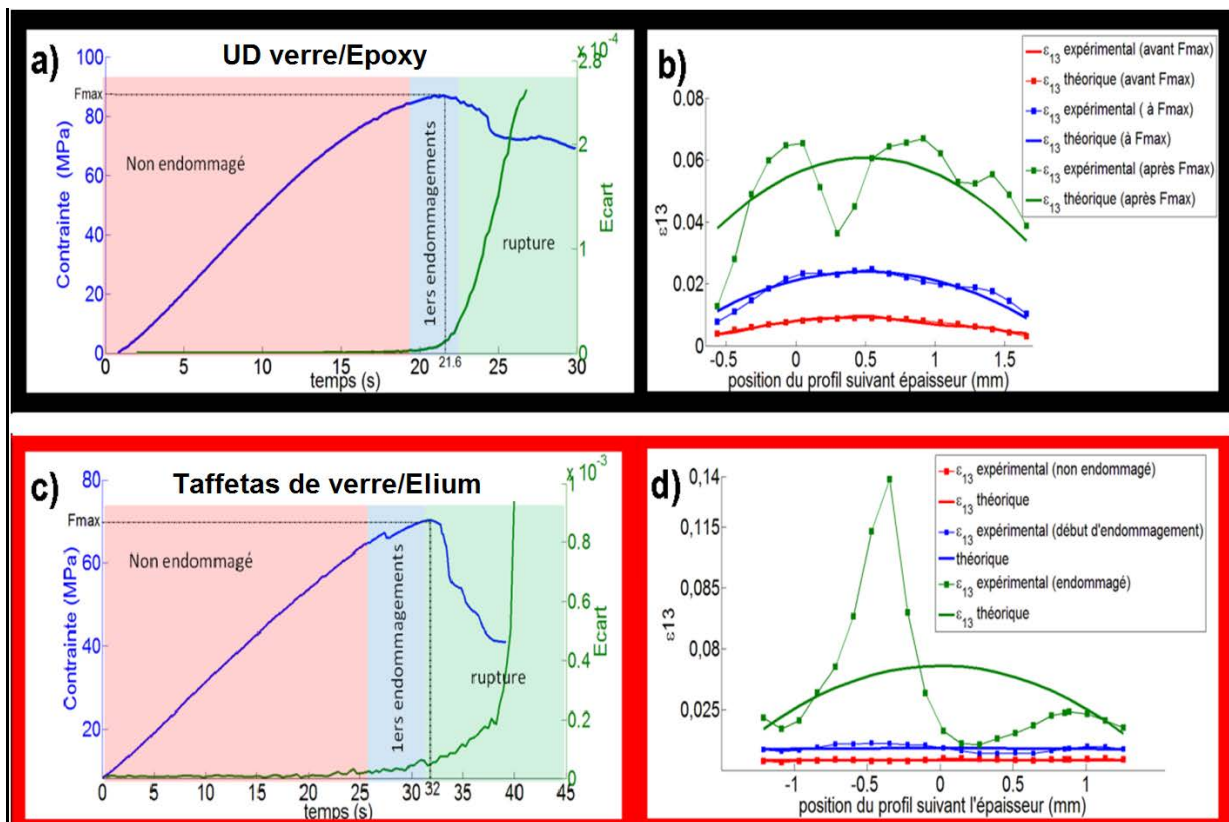 a)
UD verre/Epoxy
x 10-4
100
80
60
40
20
0
Contrainte (MPa)
Fmax
Non endommagé
1ers endommagements
rupture
2.8
2
1
0
Ecart
0 5 10 15 20 21.6 25 30
temps (s)
b)
ε13 expérimental (avant Fmax)
ε13 théorique (avant Fmax)
ε13 expérimental ( à Fmax)
ε13 théorique (à Fmax)
ε13 expérimental (après Fmax)
ε13 théorique (après Fmax)
0.08
0.06
0.04
0.02
0
ε13
-0.5 0 0.5 1 1.5
position du profil suivant épaisseur (mm)
c)
Taffetas de verre/Elium
x 10-3
80
60
40
20
Contrainte (MPa)
Fmax
Non endommagé
1ers endommagements
rupture
1
0.8
0.6
0.4
0.2
0
Ecart
0 5 10 15 20 25 30 32 35 40 45
temps (s)
d)
ε13 expérimental (non endommagé)
ε13 théorique
ε13 expérimental (début d'endommagement)
théorique
ε13 expérimental (endommagé)
ε13 théorique
0,14
0,115
0,085
0,08
0,025
ε13
-1 -0.5 0 0.5 1
position du profil suivant l'épaisseur (mm)